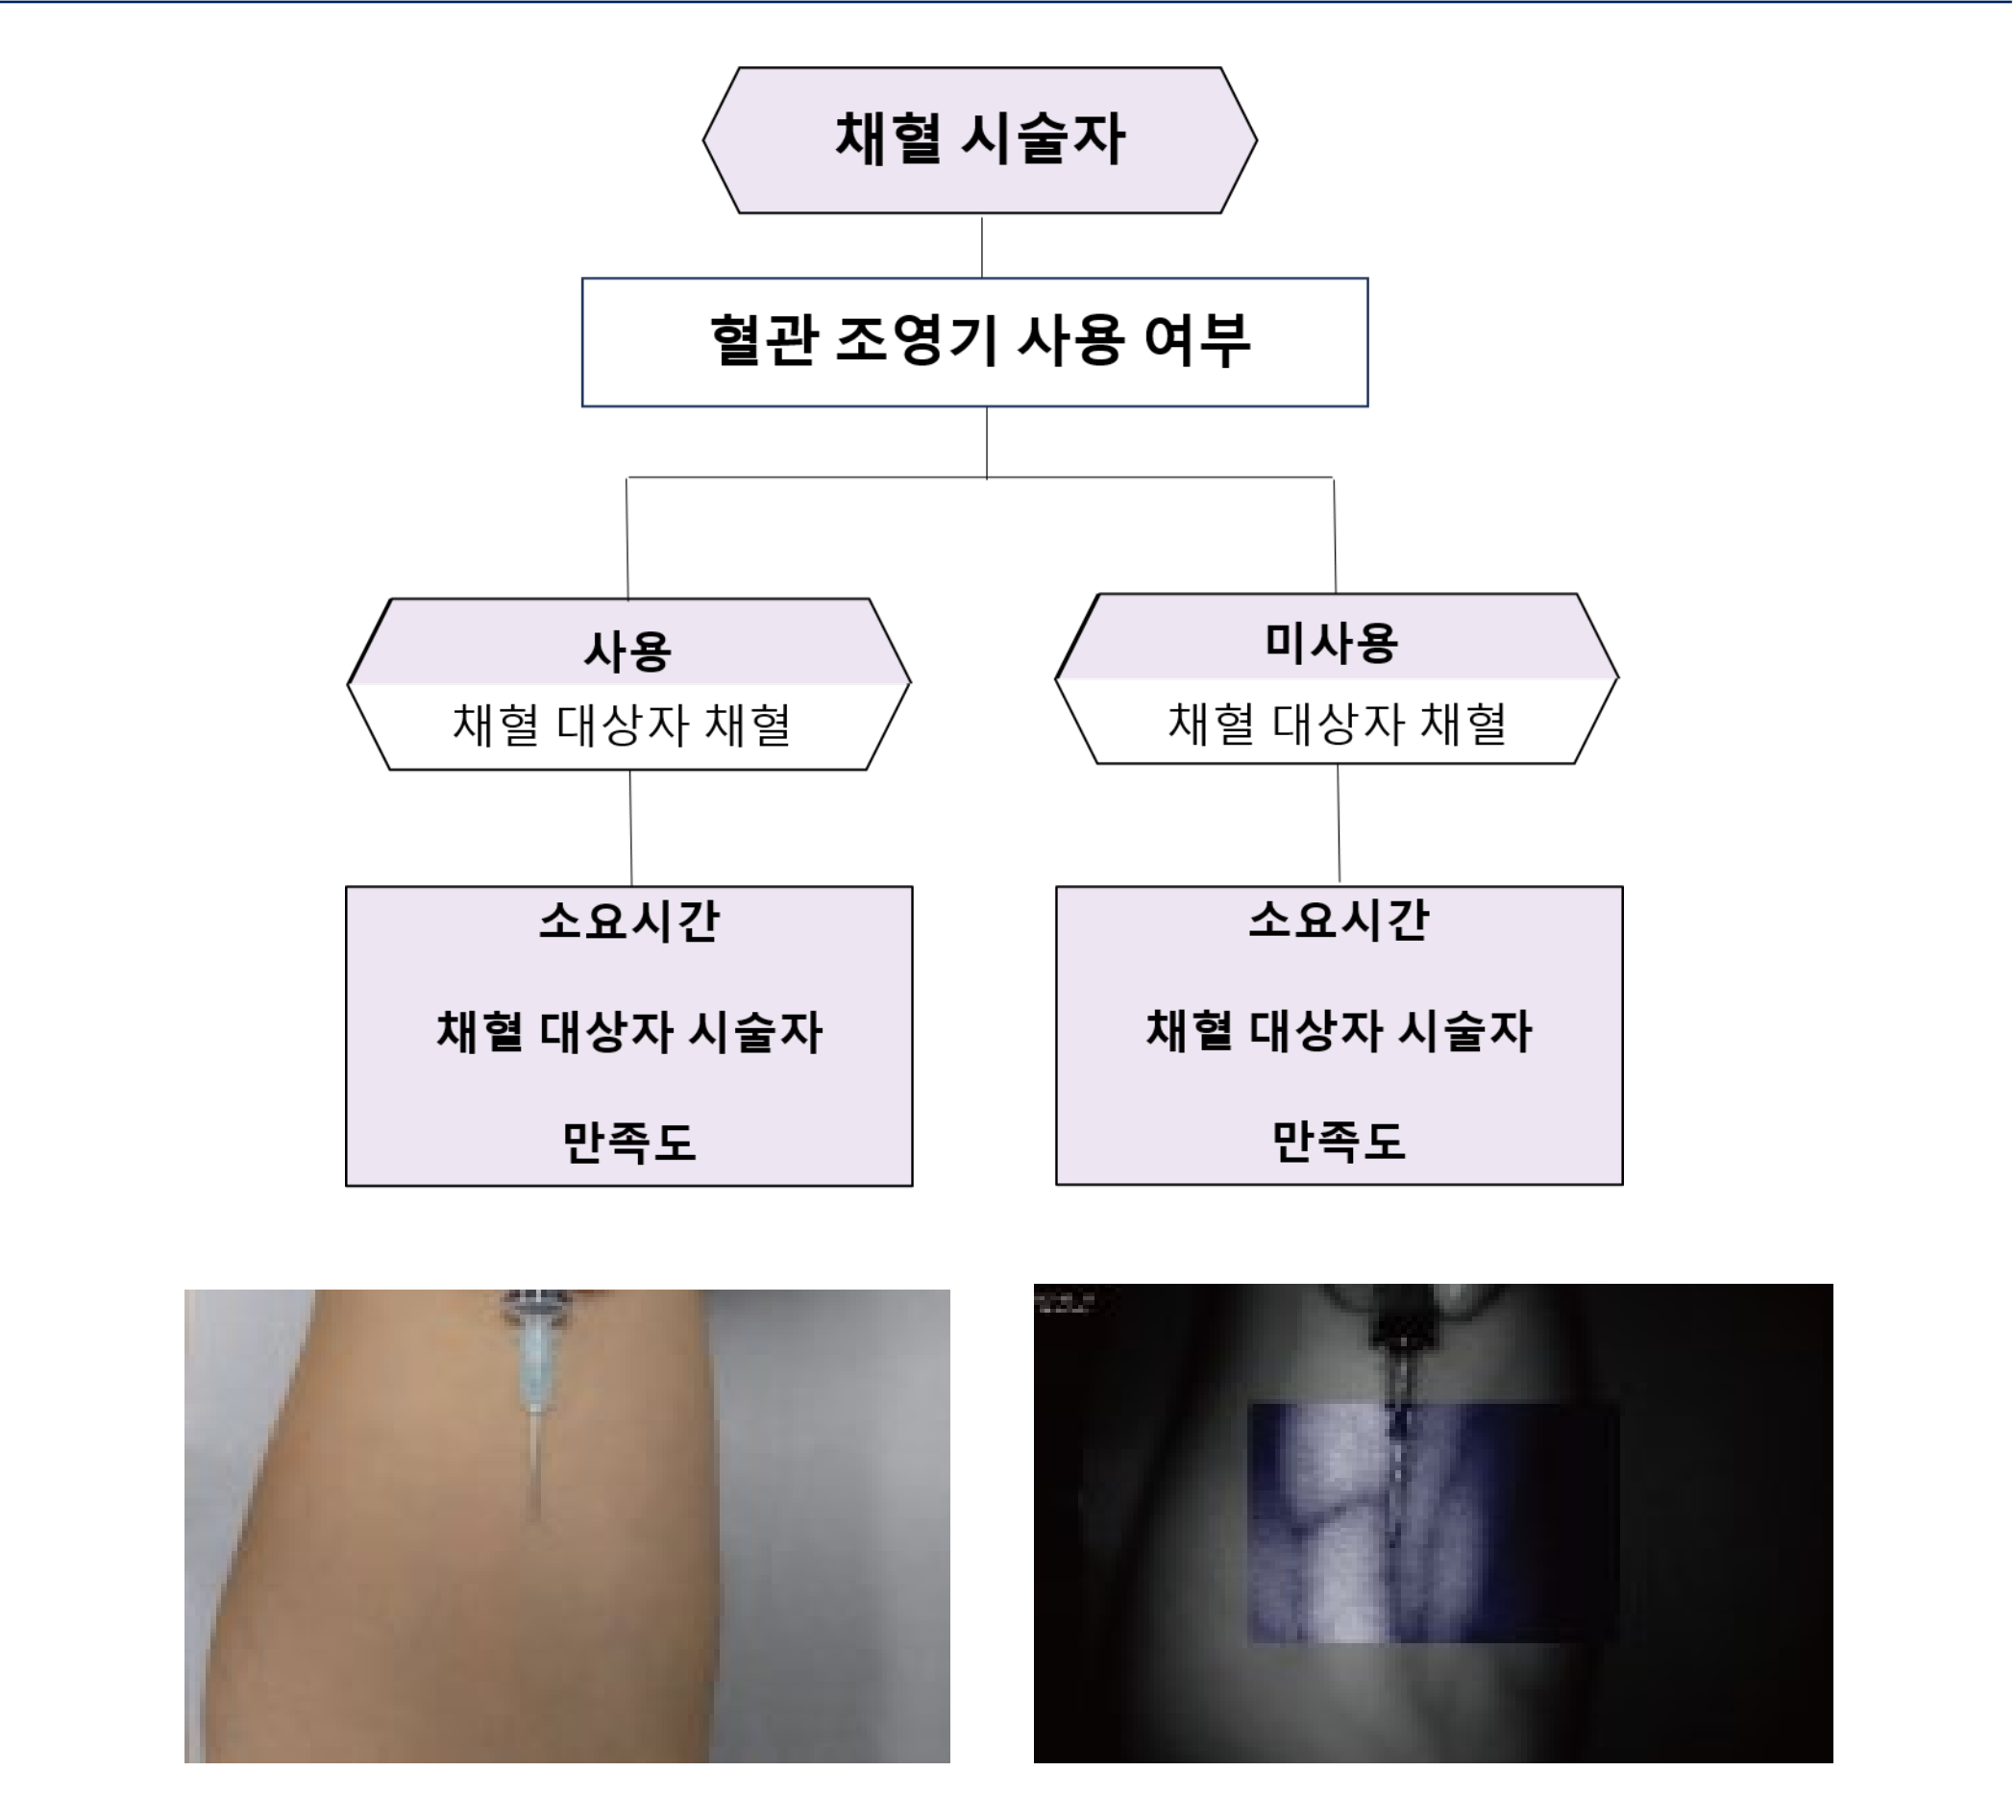 채혈 시술자
혈관 조영기 사용 여부
사용
채혈 대상자 채혈
미사용
채혈 대상자 채혈
소요시간
채혈 대상자 시술자
만족도
소요시간
채혈 대상자 시술자
만족도